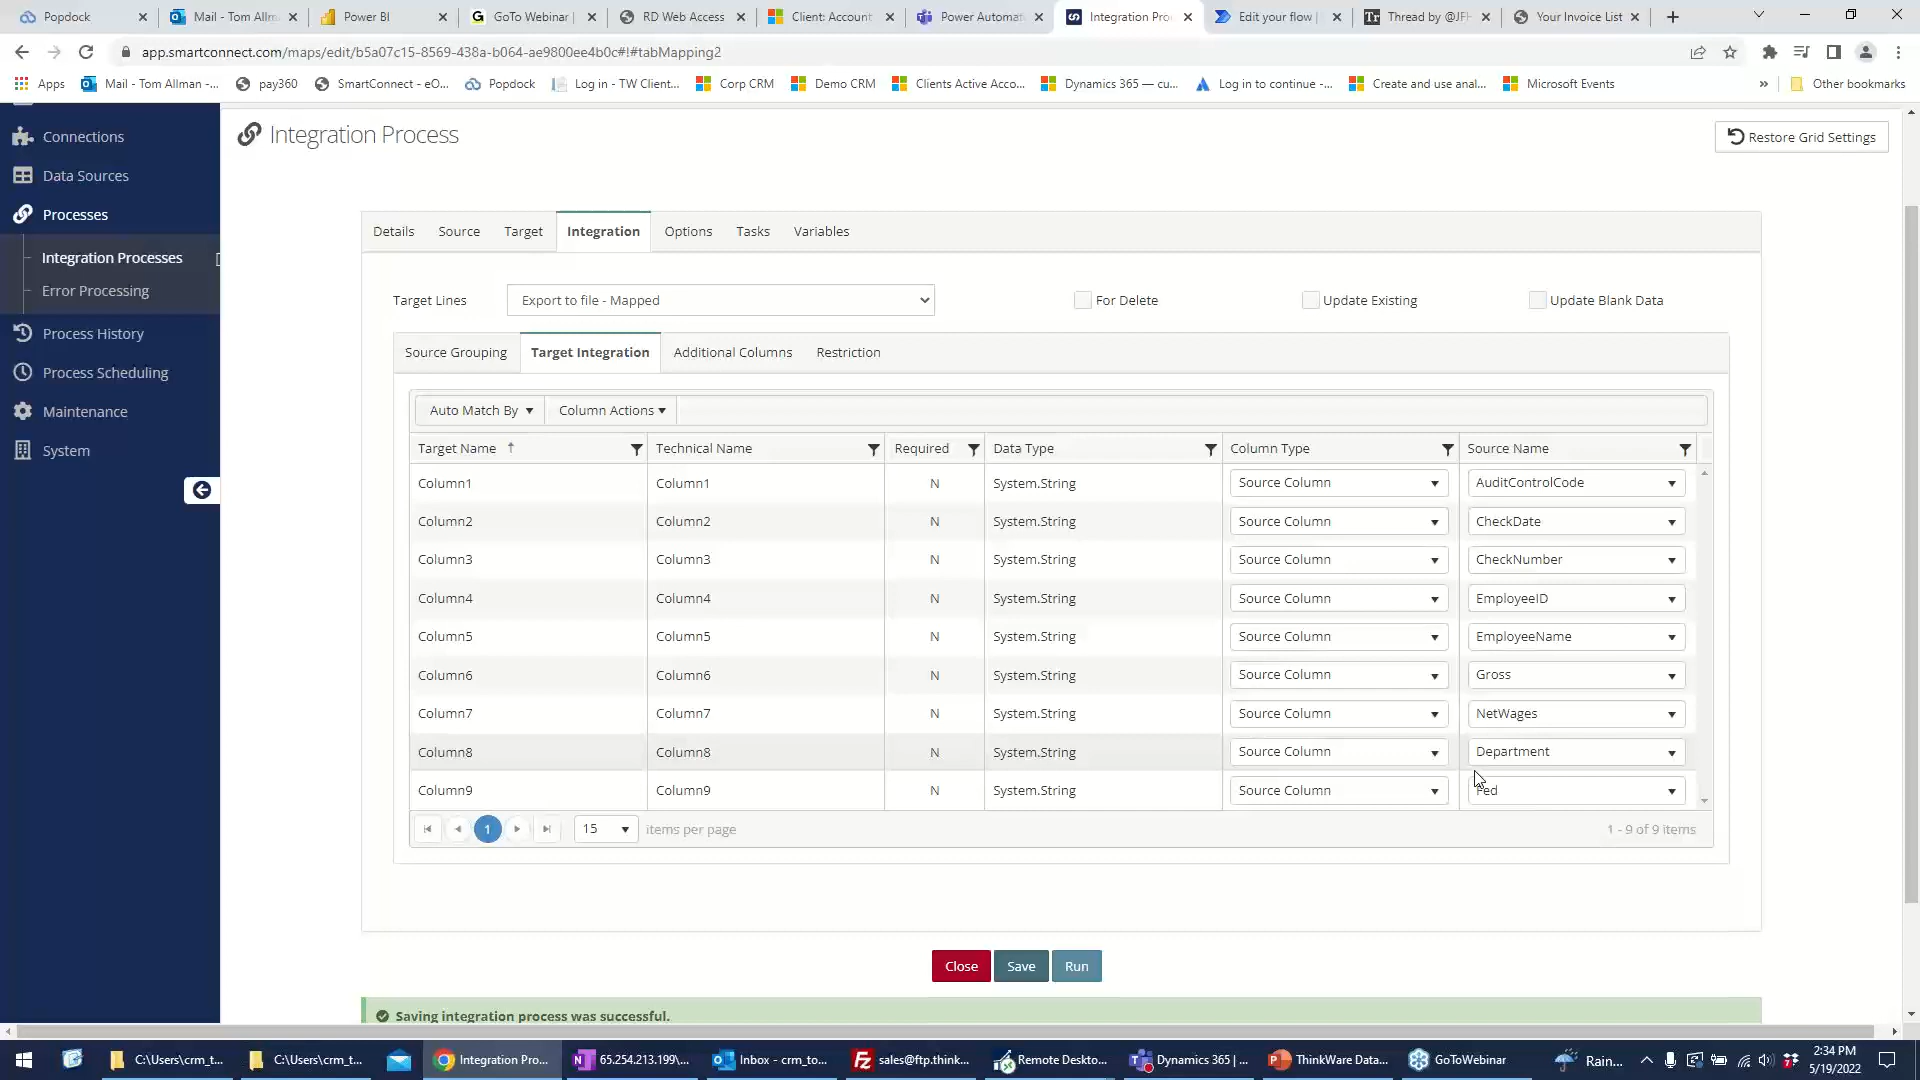 Popdock
Mail - Tom Allm
Power BI
GoTo Webinar |
RD Web Access
Client: Account
Power Automat
Integration Pro
Edit your flow |
Thread by @JFH
Your Invoice List
app.smartconnect.com/maps/edit/b5a07c15-8569-438a-b064-ae9800ee4b0c#!#tabMapping2
Apps
Mail - Tom Allman -...
pay360
SmartConnect - eO...
Popdock
Log in - TW Client...
Corp CRM
Demo CRM
Clients Active Acco...
Dynamics 365 — cu...
Log in to continue -...
Create and use anal...
Microsoft Events
»
Other bookmarks
Connections
Data Sources
Processes
Integration Processes
Error Processing
Process History
Process Scheduling
Maintenance
System
Integration Process
Restore Grid Settings
Details Source Target Integration Options Tasks Variables
Target Lines Export to file - Mapped For Delete Update Existing Update Blank Data
Source Grouping Target Integration Additional Columns Restriction
Auto Match By Column Actions
Target Name Technical Name Required Data Type Column Type Source Name
Column1 Column1 N System.String Source Column AuditControlCode
Column2 Column2 N System.String Source Column CheckDate
Column3 Column3 N System.String Source Column CheckNumber
Column4 Column4 N System.String Source Column EmployeeID
Column5 Column5 N System.String Source Column EmployeeName
Column6 Column6 N System.String Source Column Gross
Column7 Column7 N System.String Source Column NetWages
Column8 Column8 N System.String Source Column Department
Column9 Column9 N System.String Source Column Fed
1 15 items per page 1 - 9 of 9 items
Close Save Run
Saving integration process was successful.
C:\Users\crm_t...
C:\Users\crm_t...
Integration Pro...
65.254.213.199\...
Inbox - crm_to...
sales@ftp.think...
Remote Deskto...
Dynamics 365 | ...
ThinkWare Data...
GoToWebinar
Rain...
2:34 PM
5/19/2022